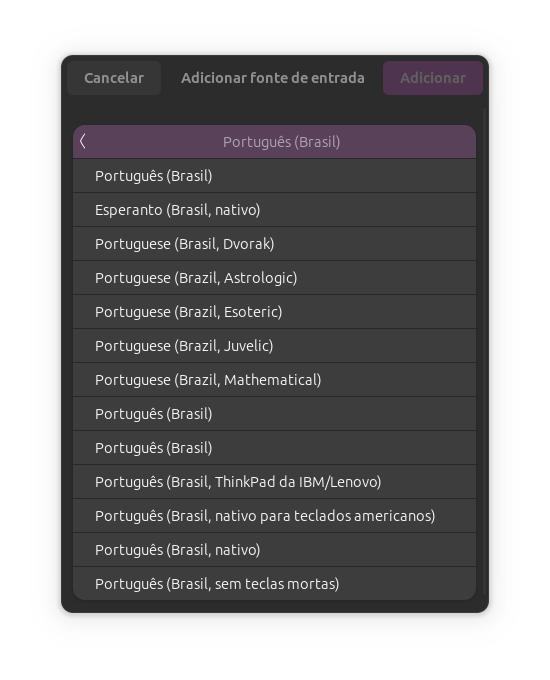 Cancelar Adicionar fonte de entrada Adicionar
Português (Brasil)
Português (Brasil)
Esperanto (Brasil, nativo)
Portuguese (Brasil, Dvorak)
Portuguese (Brazil, Astrologic)
Portuguese (Brazil, Esoteric)
Portuguese (Brazil, Juvelic)
Portuguese (Brazil, Mathematical)
Português (Brasil)
Português (Brasil)
Português (Brasil, ThinkPad da IBM/Lenovo)
Português (Brasil, nativo para teclados americanos)
Português (Brasil, nativo)
Português (Brasil, sem teclas mortas)